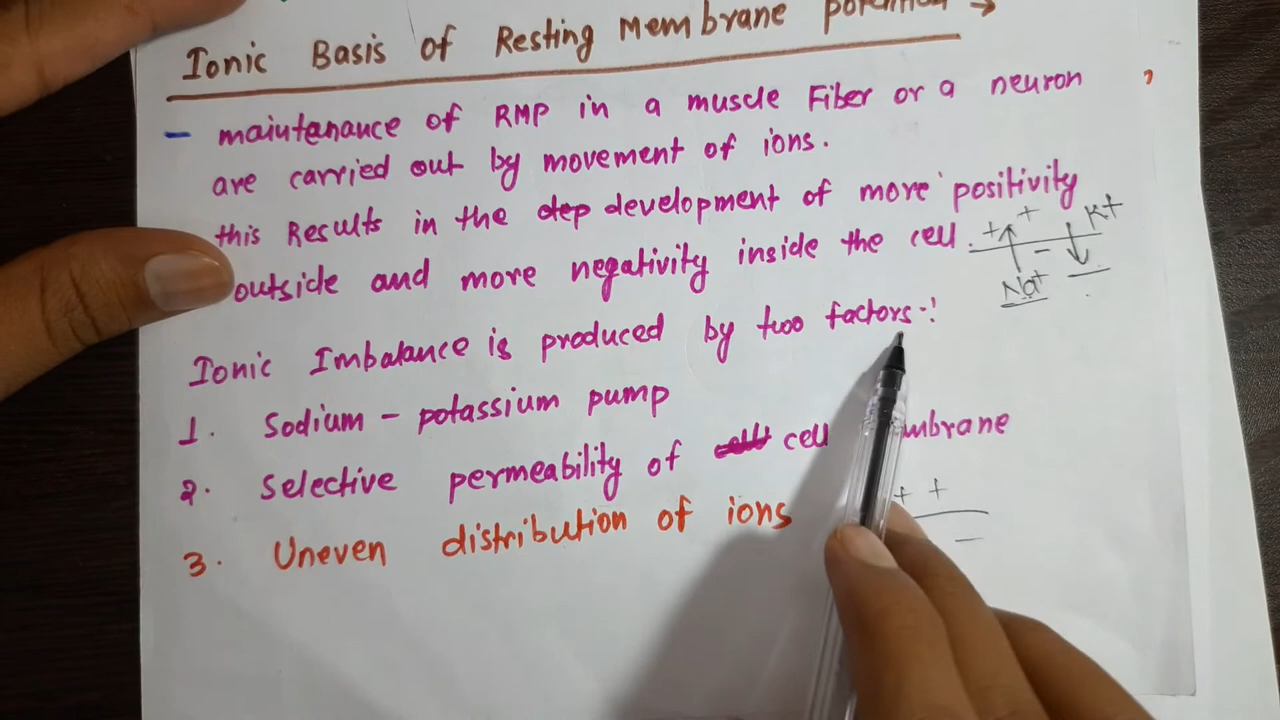 Ionic Basis of Resting Membrane potential →
- maintanance of RMP in a muscle Fiber or a neuron ,
are carried out by movement of ions.
this Results in the dep development of more positivity
outside and more negativity inside the cell.
+ + K+
-
Na+
Ionic Imbalance is produced by two factors :
1. Sodium - potassium pump
2. Selective permeability of cell cell membrane
3. Uneven distribution of ions
+ +
-